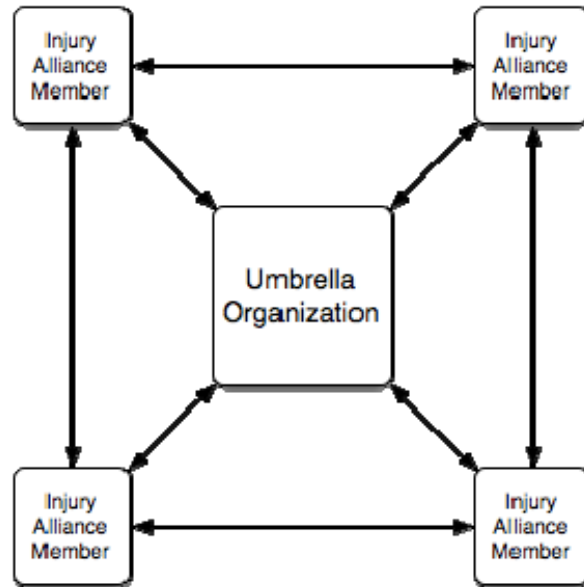 Injury
Alliance
Member
Injury
Alliance
Member
Umbrella
Organization
Injury
Alliance
Member
Injury
Alliance
Member